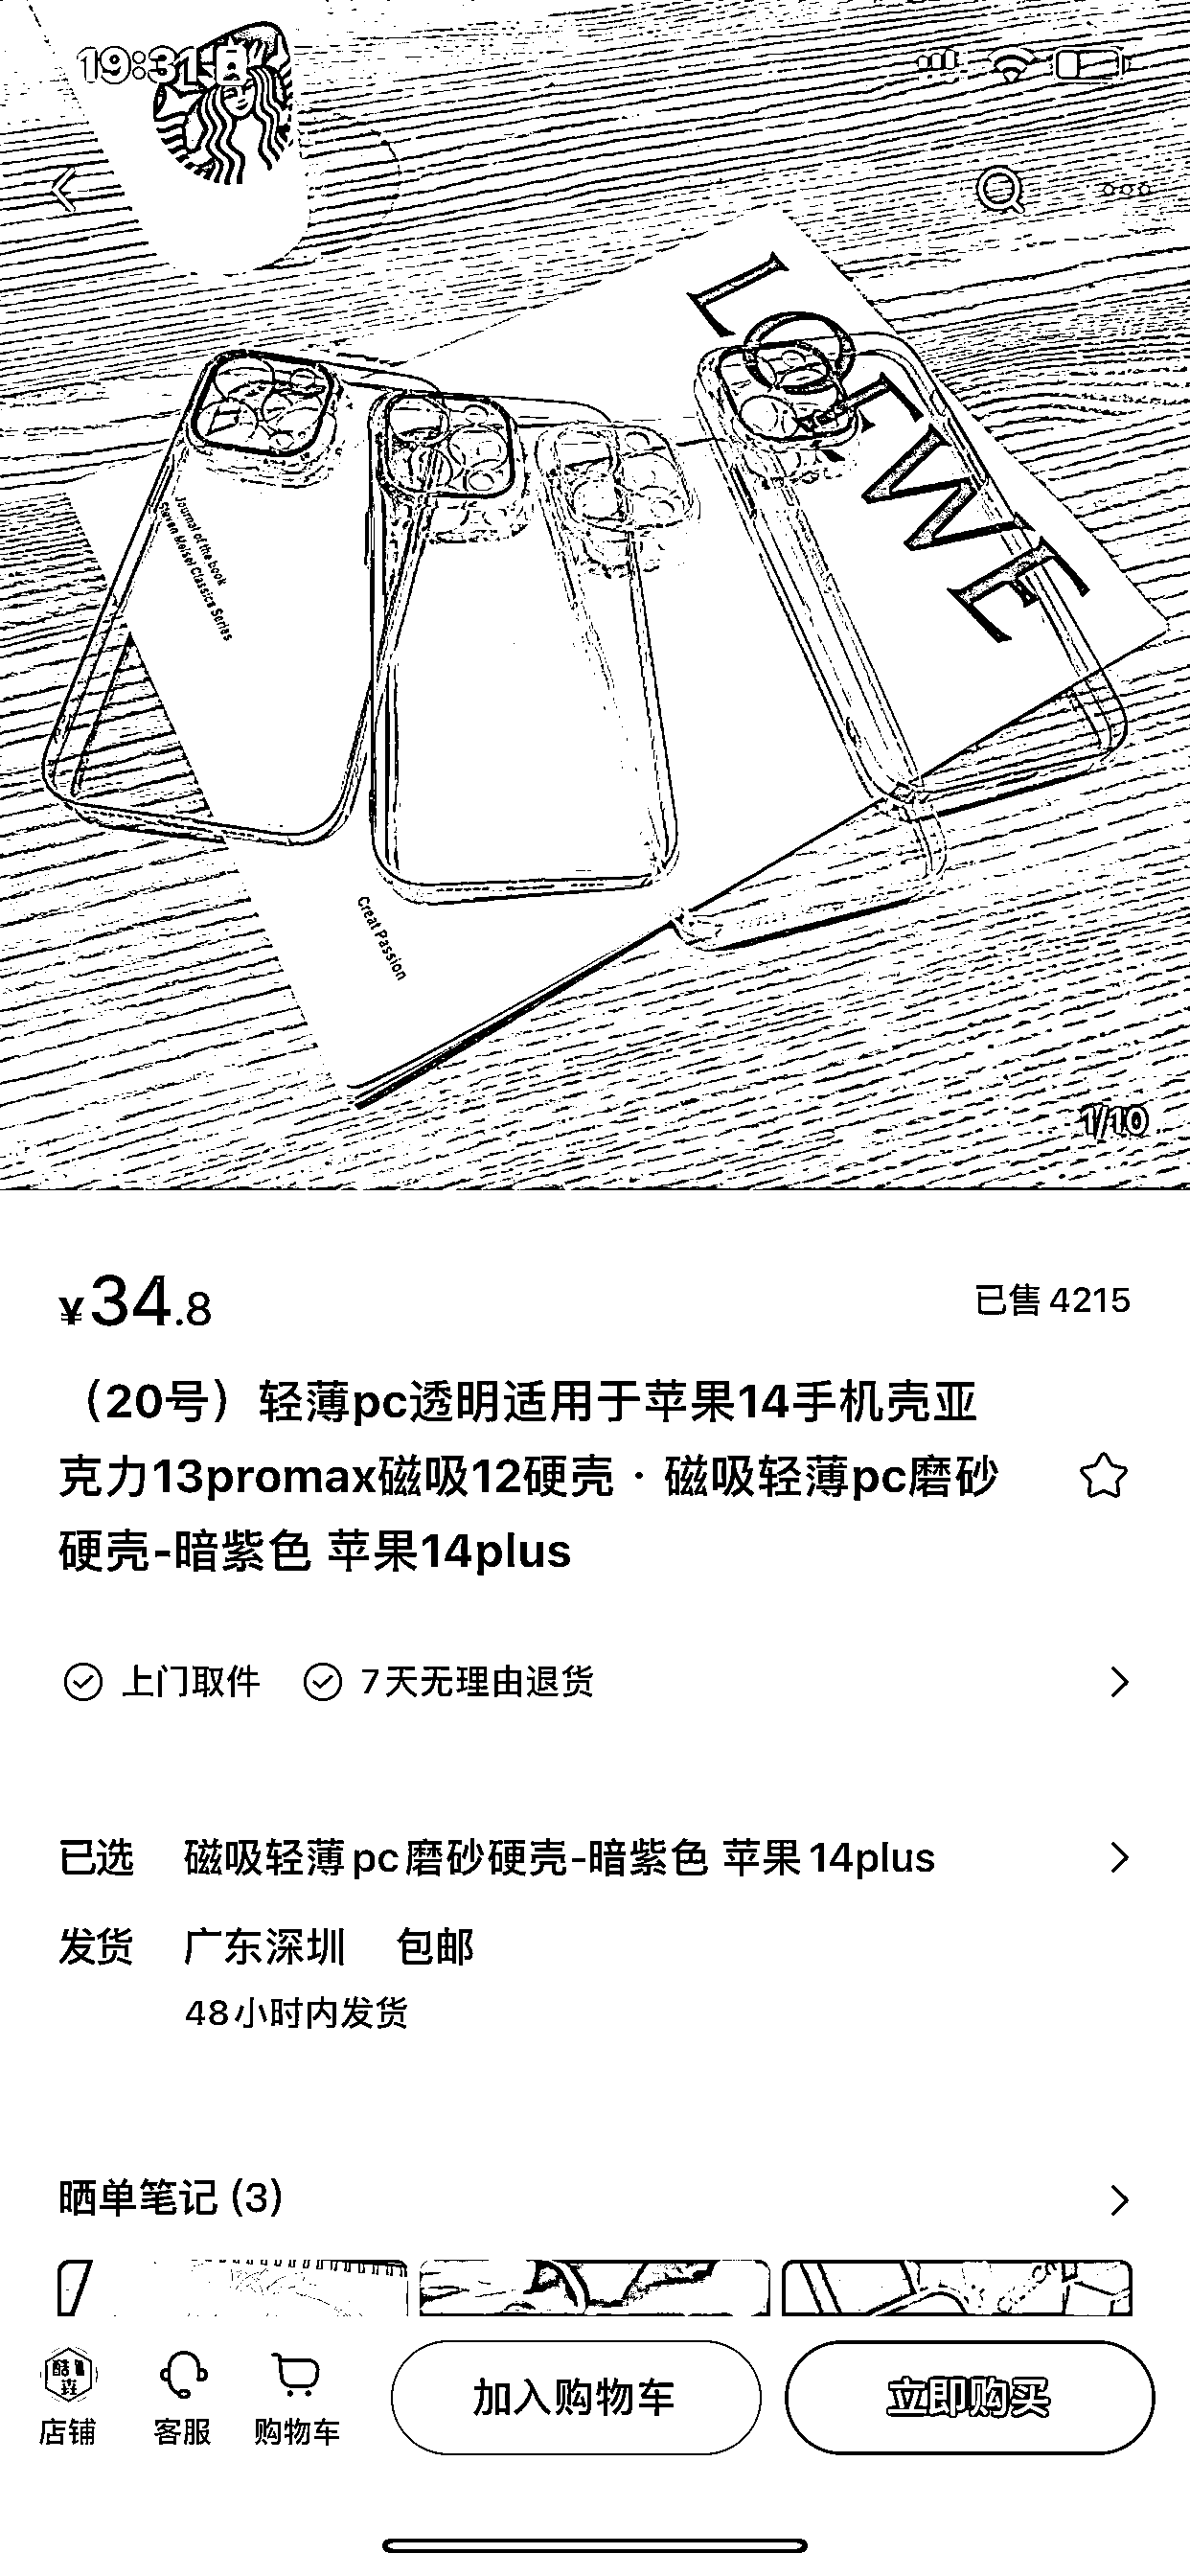 19:31
LOEWE
Journal of the book
Steven Meisel Classics Series
Creat Passion
1/10
¥34.8
已售 4215
（20号）轻薄pc透明适用于苹果14手机壳亚
克力13promax磁吸12硬壳 · 磁吸轻薄pc磨砂
硬壳-暗紫色 苹果14plus
上门取件 7天无理由退货
已选 磁吸轻薄pc磨砂硬壳-暗紫色 苹果14plus
发货 广东深圳 包邮
48小时内发货
晒单笔记 (3)
店铺 客服 购物车 加入购物车 立即购买